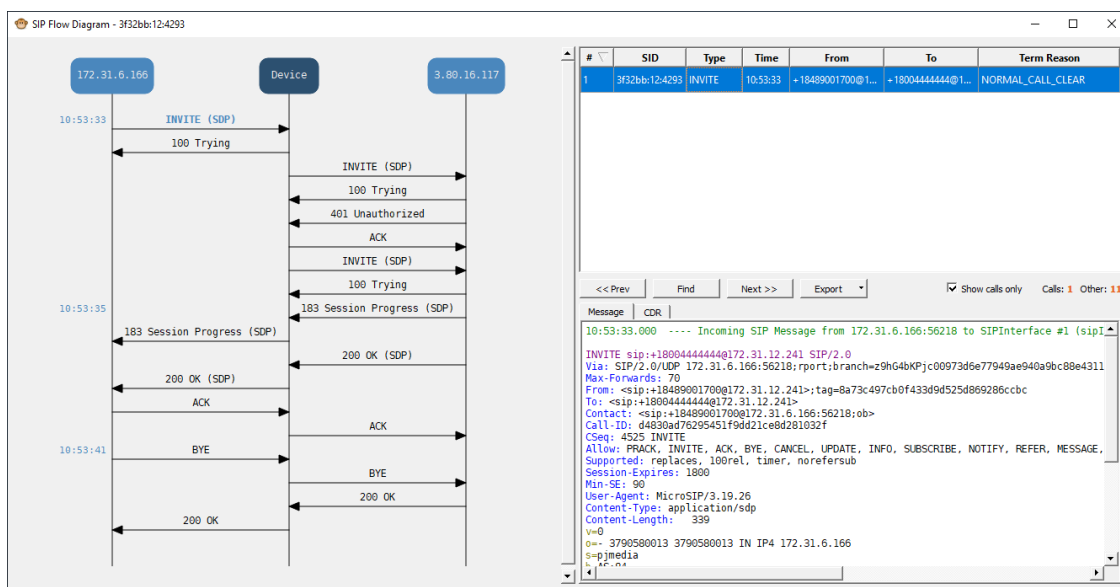 SIP Flow Diagram - 3f32bb:12:4293
172.31.6.166
Device
3.80.16.117
10:53:33
INVITE (SDP)
100 Trying
INVITE (SDP)
100 Trying
401 Unauthorized
ACK
INVITE (SDP)
100 Trying
10:53:35
183 Session Progress (SDP)
183 Session Progress (SDP)
200 OK (SDP)
200 OK (SDP)
ACK
ACK
10:53:41
BYE
BYE
200 OK
200 OK
# SID Type Time From To Term Reason
1 3f32bb:12:4293 INVITE 10:53:33 +18489001700@1... +18004444444@1... NORMAL_CALL_CLEAR
<< Prev Find Next >> Export Show calls only Calls: 1 Other: 11
Message CDR
10:53:33.000 ---- Incoming SIP Message from 172.31.6.166:56218 to SIPInterface #1 (sipI
INVITE sip:+18004444444@172.31.12.241 SIP/2.0
Via: SIP/2.0/UDP 172.31.6.166:56218;rport;branch=z9hG4bKPjc00973d6e77949ae940a9bc88e4311
Max-Forwards: 70
From: <sip:+18489001700@172.31.12.241>;tag=8a73c497cb0f433d9d525d869286ccbc
To: <sip:+18004444444@172.31.12.241>
Contact: <sip:+18489001700@172.31.6.166:56218;ob>
Call-ID: d4830ad76295451f9dd21ce8d281032f
CSeq: 4525 INVITE
Allow: PRACK, INVITE, ACK, BYE, CANCEL, UPDATE, INFO, SUBSCRIBE, NOTIFY, REFER, MESSAGE,
Supported: replaces, 100rel, timer, norefersub
Session-Expires: 1800
Min-SE: 90
User-Agent: MicroSIP/3.19.26
Content-Type: application/sdp
Content-Length: 339
v=0
o=- 3790580013 3790580013 IN IP4 172.31.6.166
s=pjmedia